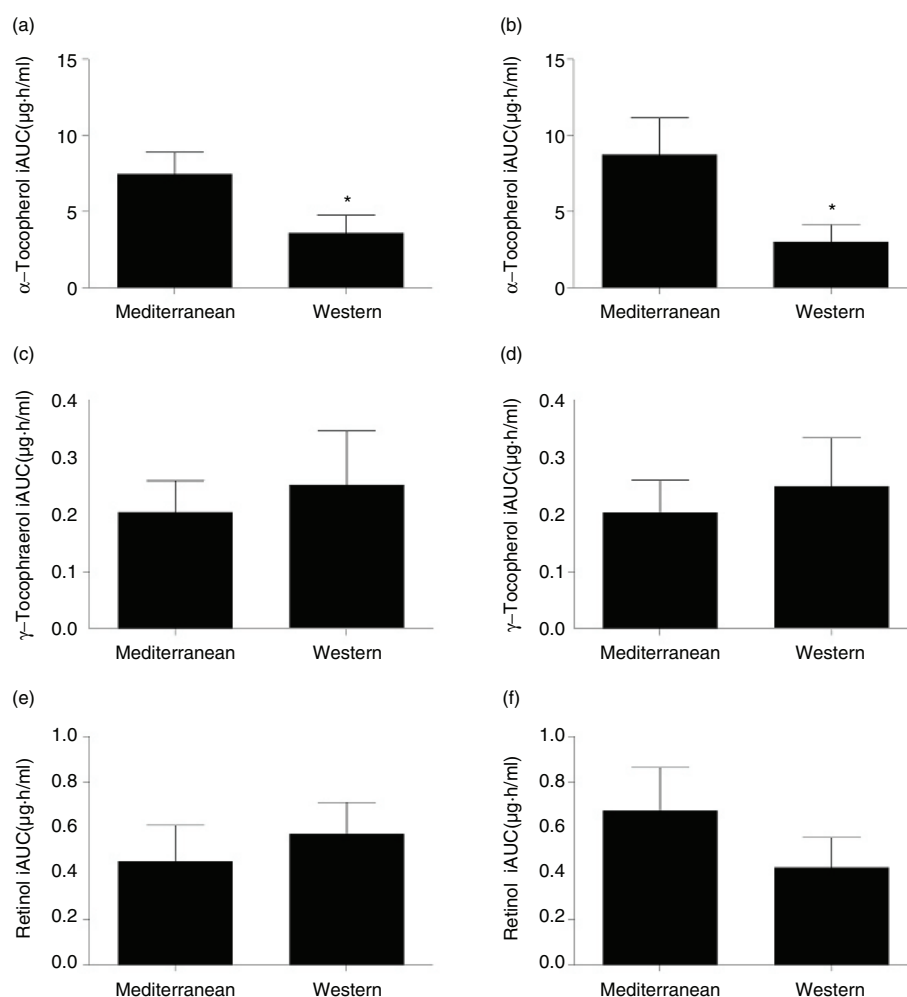 (a)
α–Tocopherol iAUC(µg·h/ml)
15
10
5
0
*
Mediterranean Western
(b)
α–Tocopherol iAUC(µg·h/ml)
15
10
5
0
*
Mediterranean Western
(c)
γ–Tocophraerol iAUC(µg·h/ml)
0.4
0.3
0.2
0.1
0.0
Mediterranean Western
(d)
γ–Tocopherol iAUC(µg·h/ml)
0.4
0.3
0.2
0.1
0.0
Mediterranean Western
(e)
Retinol iAUC(µg·h/ml)
1.0
0.8
0.6
0.4
0.2
0.0
Mediterranean Western
(f)
Retinol iAUC(µg·h/ml)
1.0
0.8
0.6
0.4
0.2
0.0
Mediterranean Western